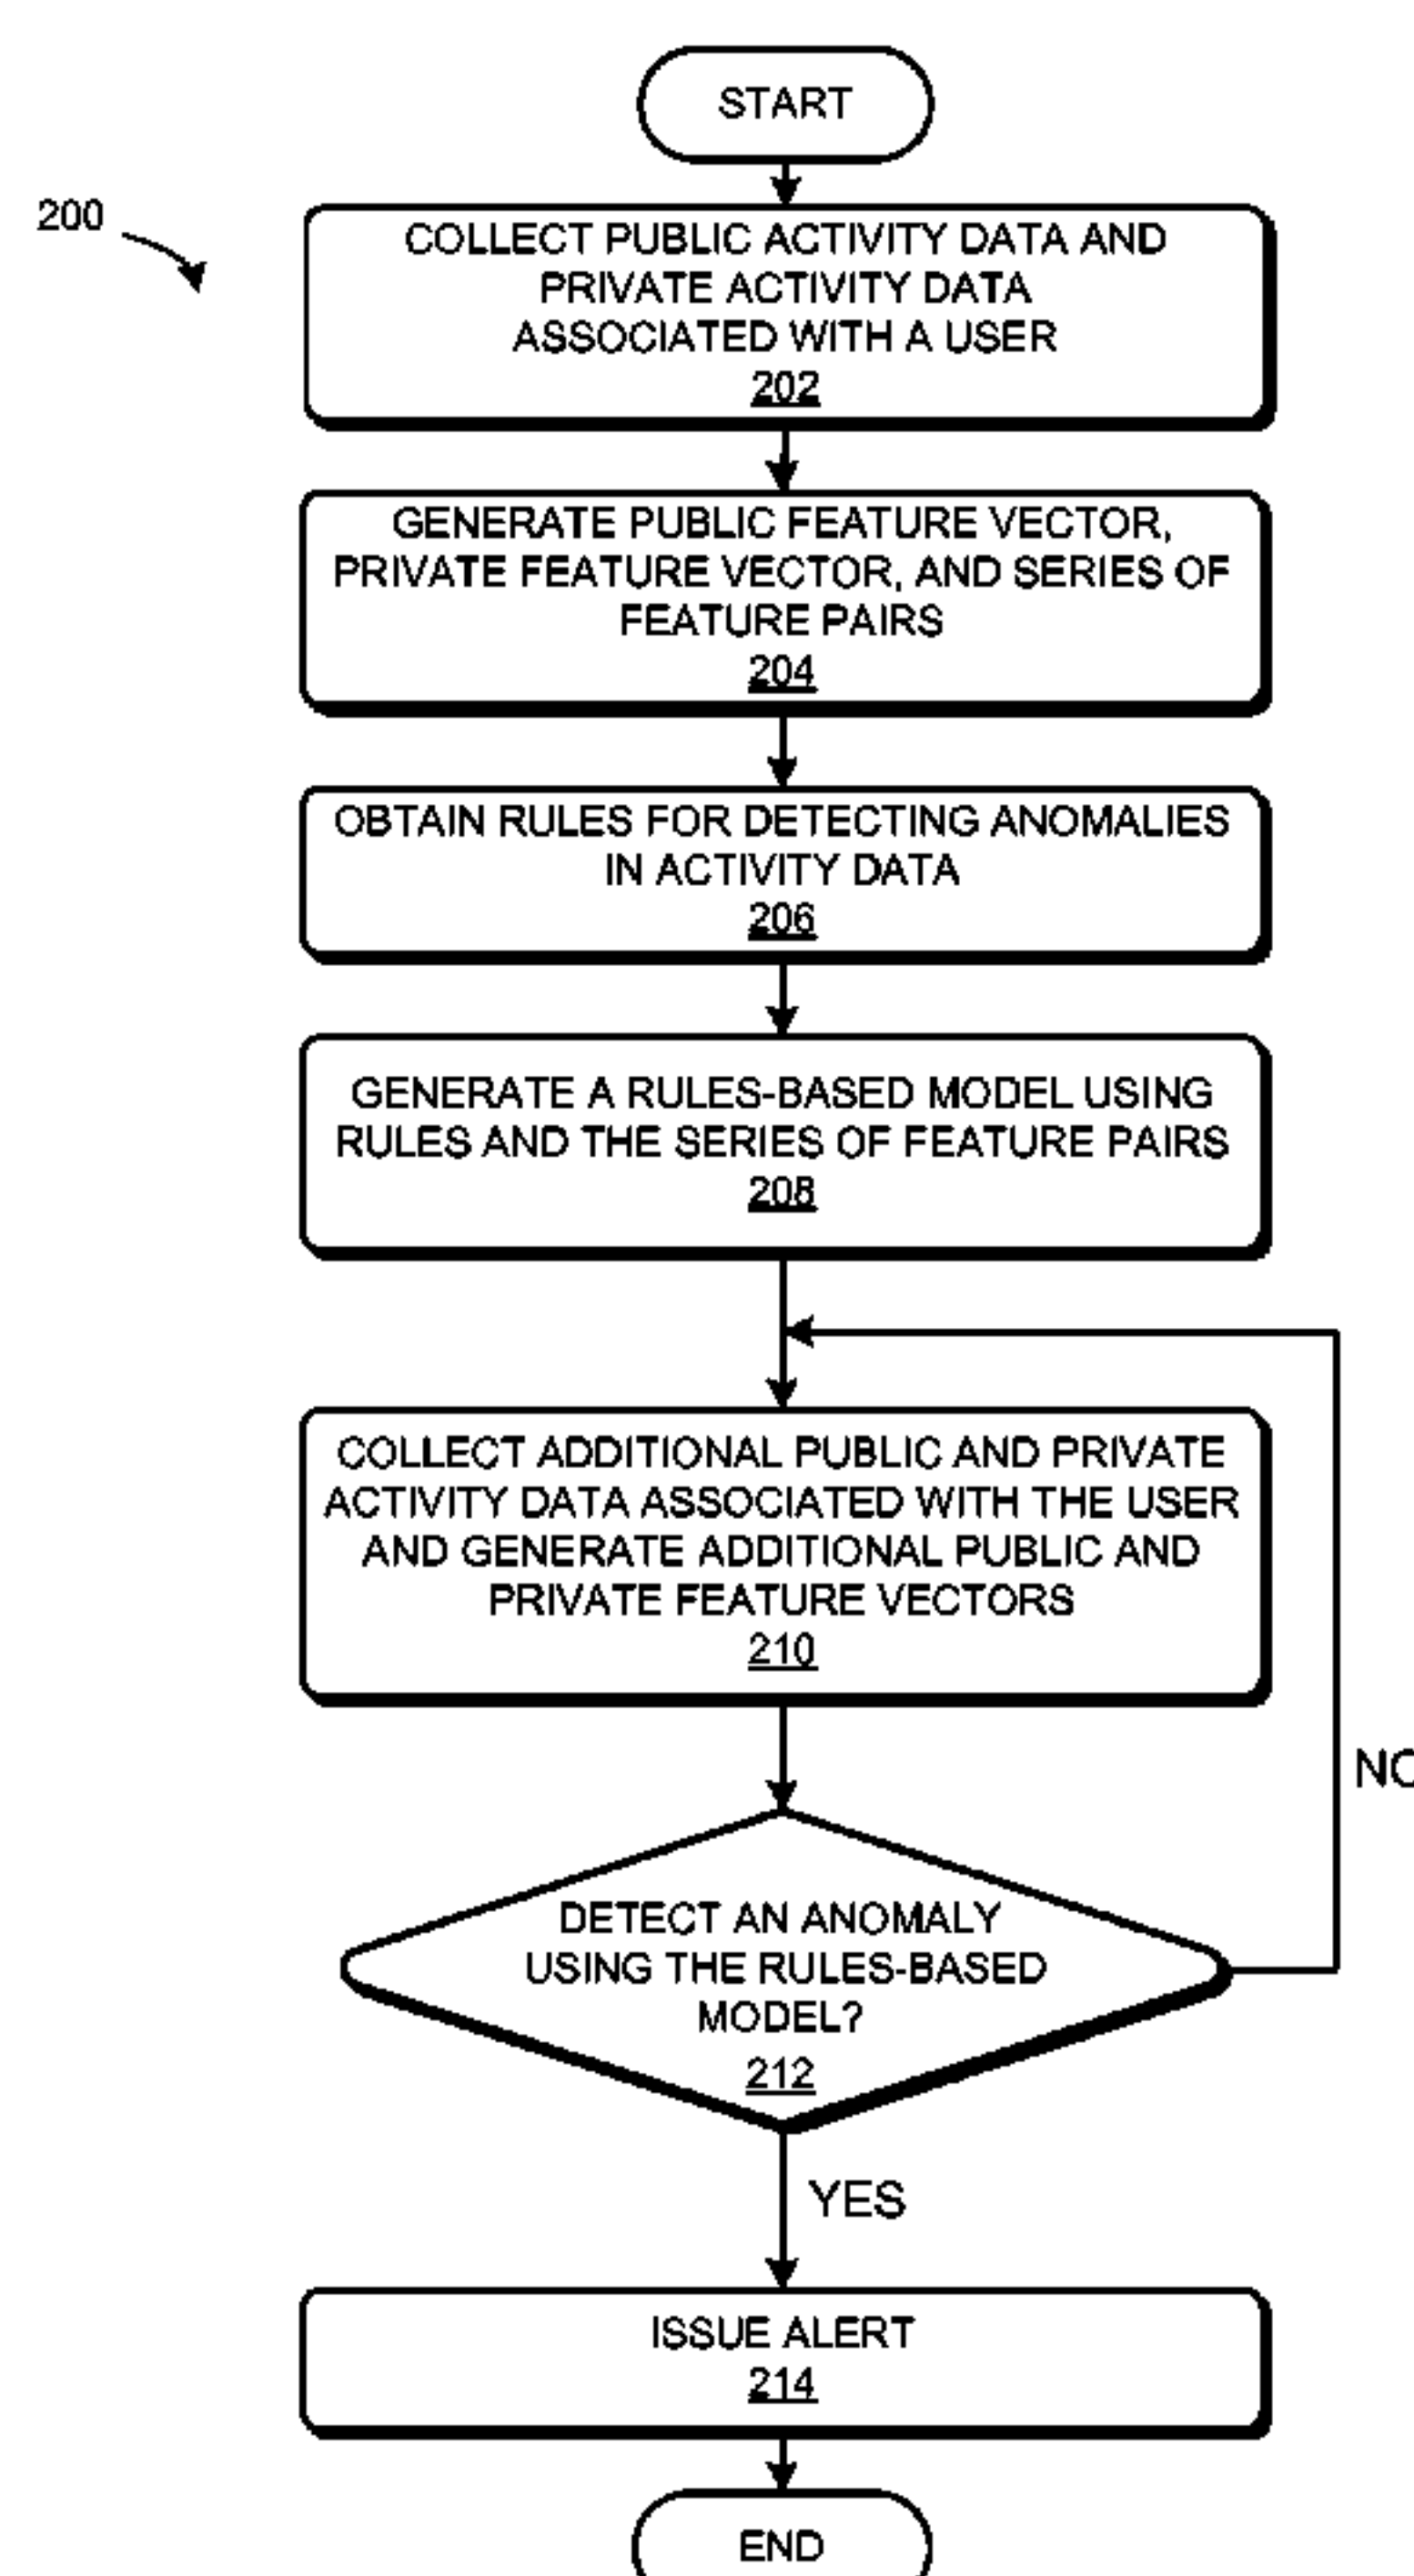 START
200
COLLECT PUBLIC ACTIVITY DATA AND
PRIVATE ACTIVITY DATA
ASSOCIATED WITH A USER
202
GENERATE PUBLIC FEATURE VECTOR,
PRIVATE FEATURE VECTOR, AND SERIES OF
FEATURE PAIRS
204
OBTAIN RULES FOR DETECTING ANOMALIES
IN ACTIVITY DATA
206
GENERATE A RULES-BASED MODEL USING
RULES AND THE SERIES OF FEATURE PAIRS
208
COLLECT ADDITIONAL PUBLIC AND PRIVATE
ACTIVITY DATA ASSOCIATED WITH THE USER
AND GENERATE ADDITIONAL PUBLIC AND
PRIVATE FEATURE VECTORS
210
NO
DETECT AN ANOMALY
USING THE RULES-BASED
MODEL?
212
YES
ISSUE ALERT
214
END